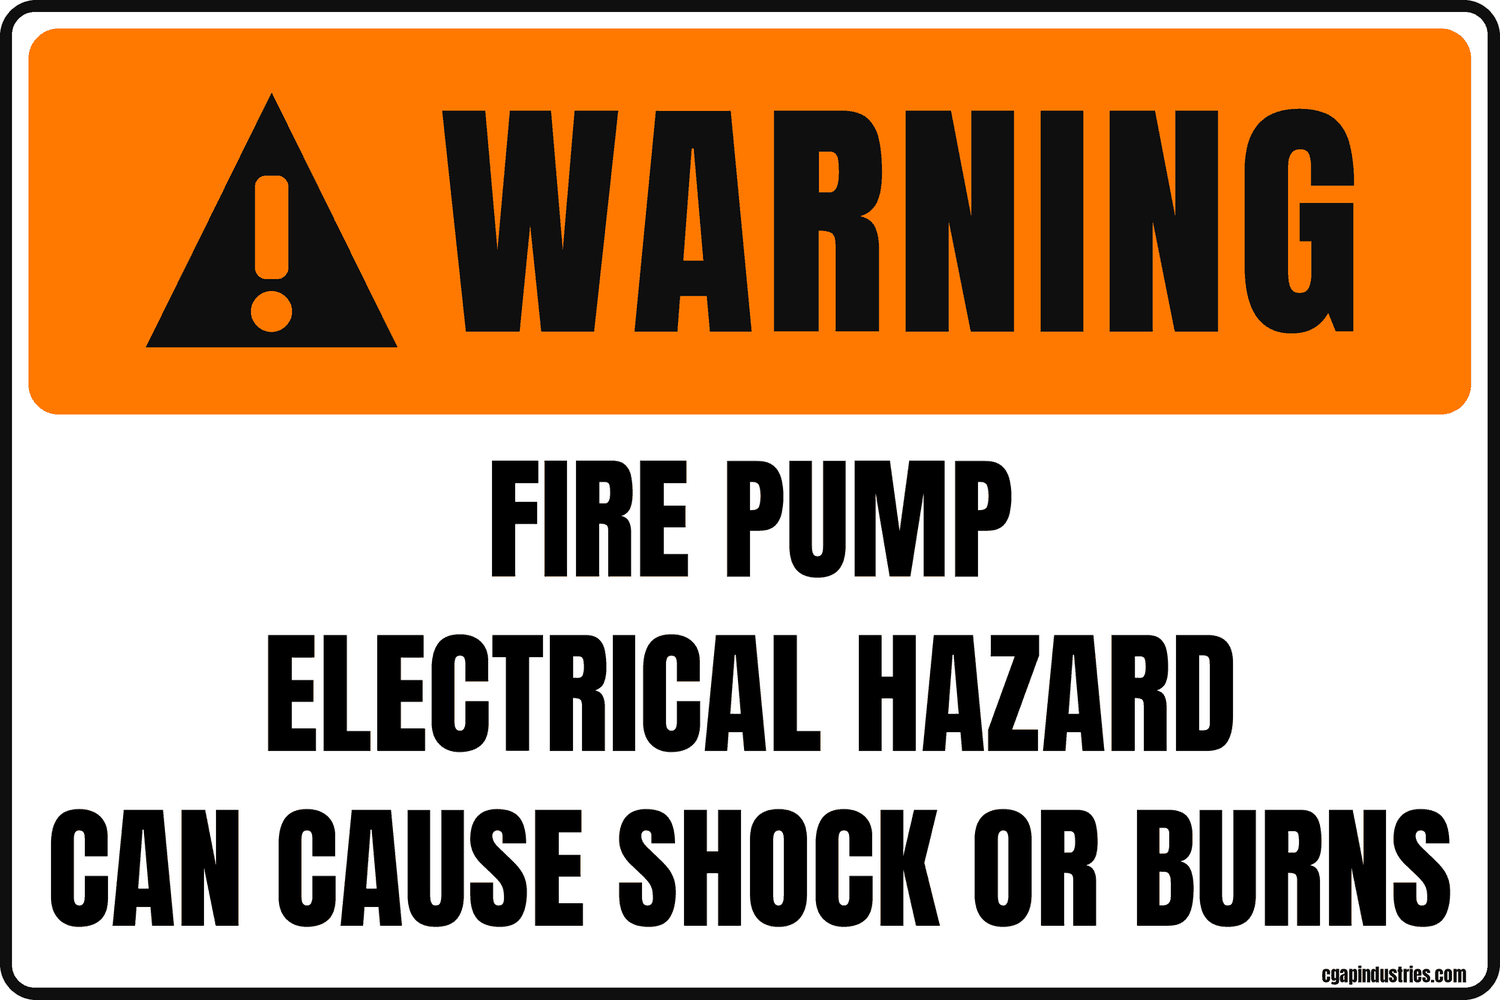 WARNING
FIRE PUMP
ELECTRICAL HAZARD
CAN CAUSE SHOCK OR BURNS
cgapindustries.com